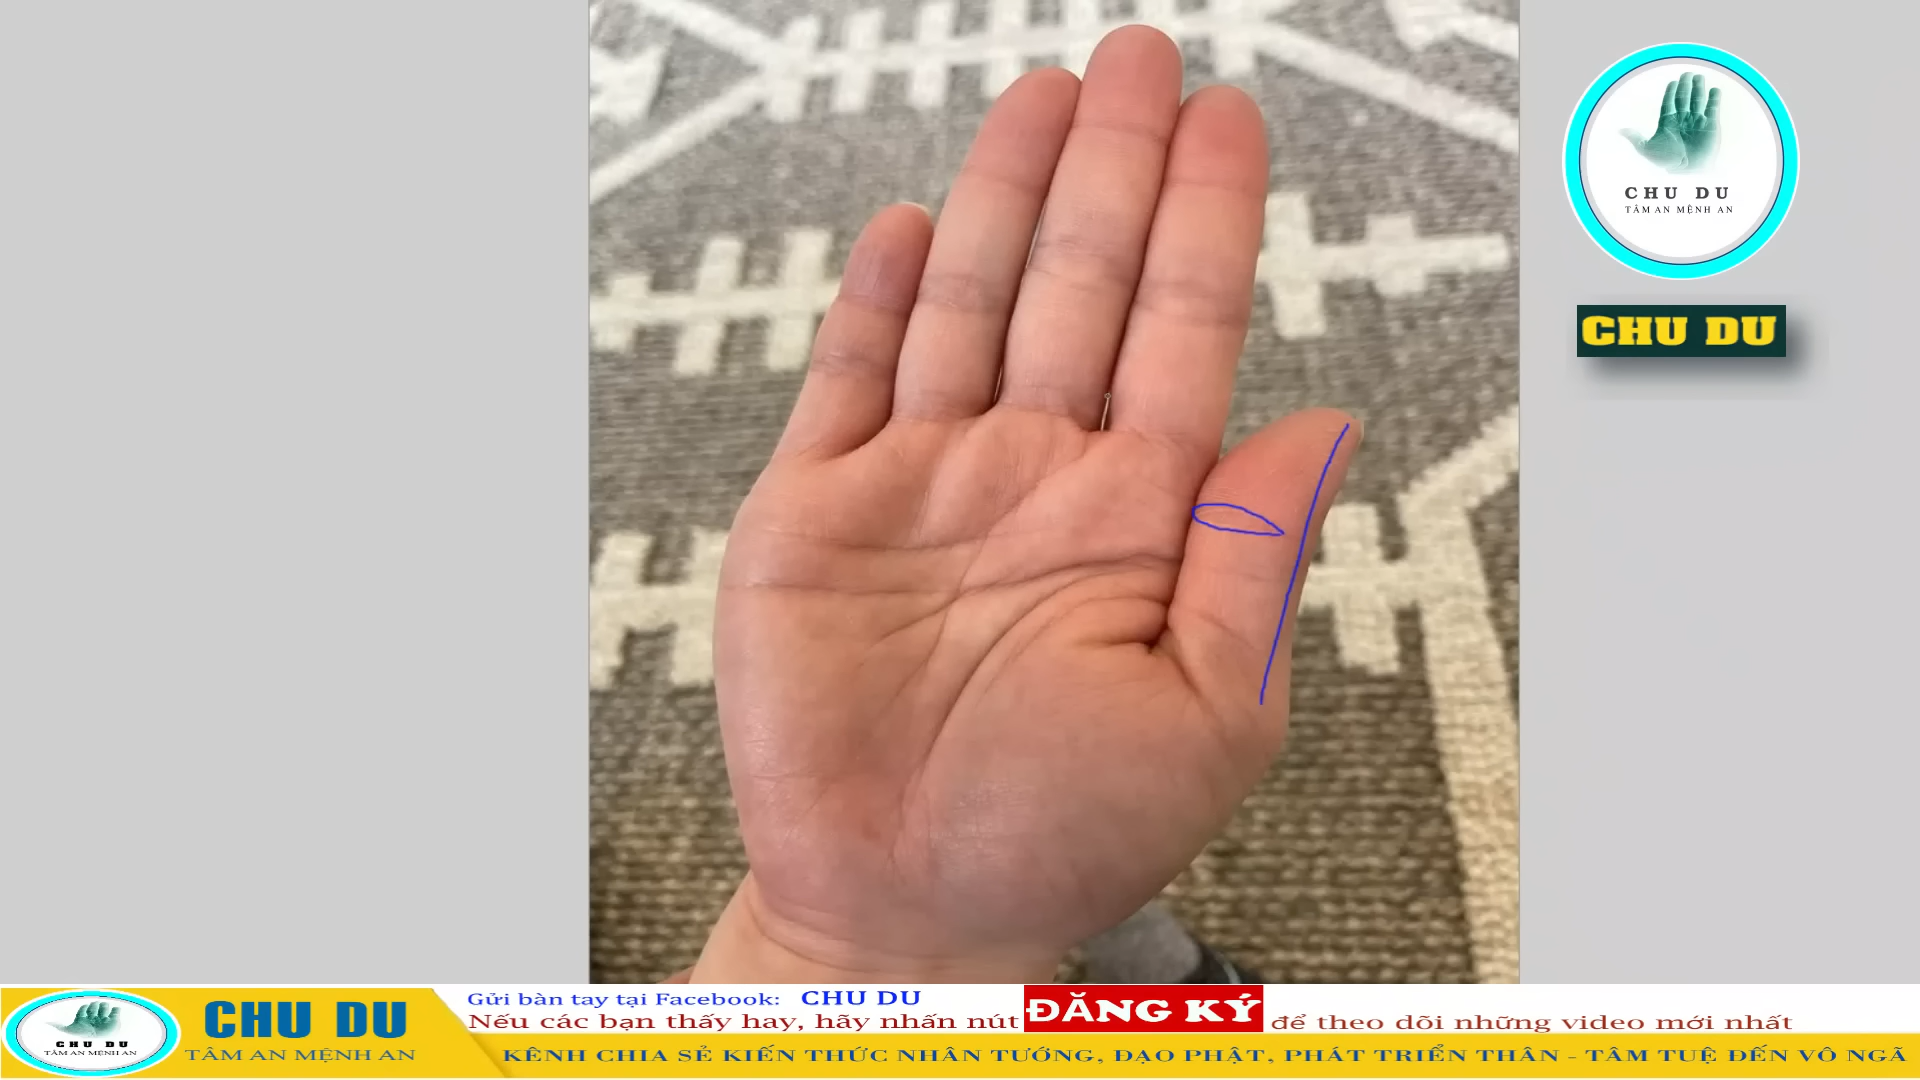 CHU DU
TÂM AN MỆNH AN
CHU DU
CHU DU
TÂM AN MỆNH AN
CHU DU
TÂM AN MỆNH AN
Gửi bàn tay tại Facebook: CHU DU
Nếu các bạn thấy hay, hãy nhấn nút ĐĂNG KÝ để theo dõi những video mới nhất
KÊNH CHIA SẺ KIẾN THỨC NHÂN TƯỚNG, ĐẠO PHẬT, PHÁT TRIỂN THÂN - TÂM TUỆ ĐẾN VÔ NGÃ